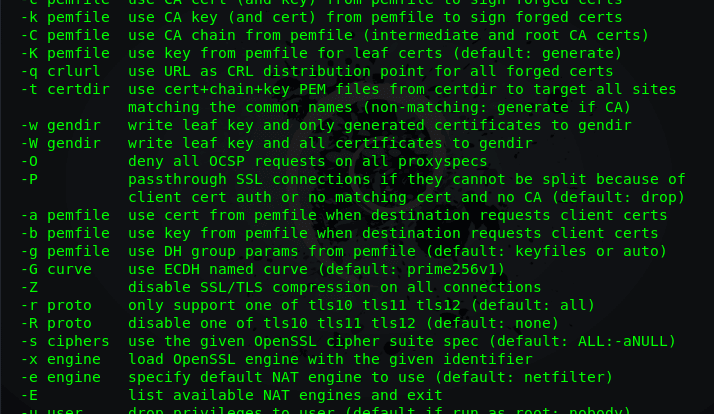 -c pemfile  use CA cert (and key) from pemfile to sign forged certs
-k pemfile  use CA key (and cert) from pemfile to sign forged certs
-C pemfile  use CA chain from pemfile (intermediate and root CA certs)
-K pemfile  use key from pemfile for leaf certs (default: generate)
-q crlurl   use URL as CRL distribution point for all forged certs
-t certdir  use cert+chain+key PEM files from certdir to target all sites
            matching the common names (non-matching: generate if CA)
-w gendir   write leaf key and only generated certificates to gendir
-W gendir   write leaf key and all certificates to gendir
-O          deny all OCSP requests on all proxyspecs
-P          passthrough SSL connections if they cannot be split because of
            client cert auth or no matching cert and no CA (default: drop)
-a pemfile  use cert from pemfile when destination requests client certs
-b pemfile  use key from pemfile when destination requests client certs
-g pemfile  use DH group params from pemfile (default: keyfiles or auto)
-G curve    use ECDH named curve (default: prime256v1)
-Z          disable SSL/TLS compression on all connections
-r proto    only support one of tls10 tls11 tls12 (default: all)
-R proto    disable one of tls10 tls11 tls12 (default: none)
-s ciphers  use the given OpenSSL cipher suite spec (default: ALL:-aNULL)
-x engine   load OpenSSL engine with the given identifier
-e engine   specify default NAT engine to use (default: netfilter)
-E          list available NAT engines and exit
-u user     drop privileges to user (default if run as root: nobody)